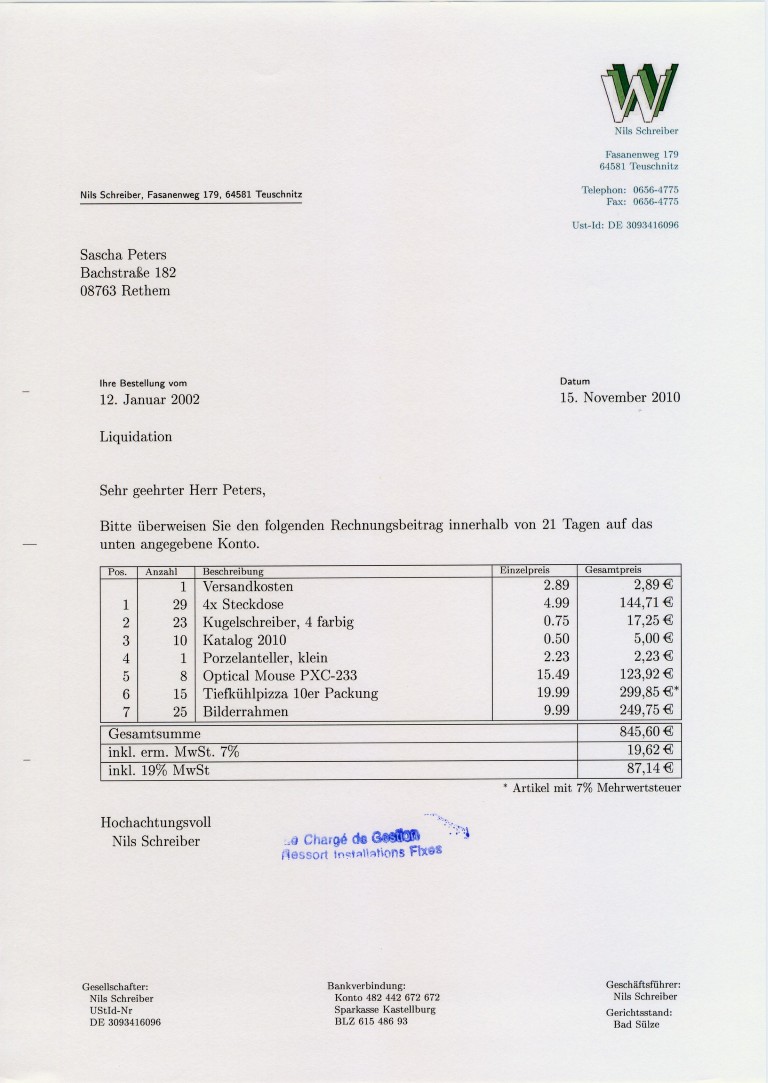 W
Nils Schreiber
Fasanenweg 179
64581 Teuschnitz
Telephon: 0656-4775
Fax: 0656-4775
Ust-Id: DE 3093416096
Nils Schreiber, Fasanenweg 179, 64581 Teuschnitz
Sascha Peters
Bachstraße 182
08763 Rethem
Ihre Bestellung vom Datum
12. Januar 2002 15. November 2010
Liquidation
Sehr geehrter Herr Peters,
Bitte überweisen Sie den folgenden Rechnungsbeitrag innerhalb von 21 Tagen auf das
unten angegebene Konto.
Pos. Anzahl Beschreibung Einzelpreis Gesamtpreis
1 Versandkosten 2.89 2,89 €
1 29 4x Steckdose 4.99 144,71 €
2 23 Kugelschreiber, 4 farbig 0.75 17,25 €
3 10 Katalog 2010 0.50 5,00 €
4 1 Porzelanteller, klein 2.23 2,23 €
5 8 Optical Mouse PXC-233 15.49 123,92 €
6 15 Tiefkühlpizza 10er Packung 19.99 299,85 €*
7 25 Bilderrahmen 9.99 249,75 €
Gesamtsumme 845,60 €
inkl. erm. MwSt. 7% 19,62 €
inkl. 19% MwSt 87,14 €
* Artikel mit 7% Mehrwertsteuer
Hochachtungsvoll
Nils Schreiber
Chargé de Gestion
Ressort Installations Fixes
Gesellschafter:
Nils Schreiber
UStId-Nr
DE 3093416096
Bankverbindung:
Konto 482 442 672 672
Sparkasse Kastellburg
BLZ 615 486 93
Geschäftsführer:
Nils Schreiber
Gerichtsstand:
Bad Sülze